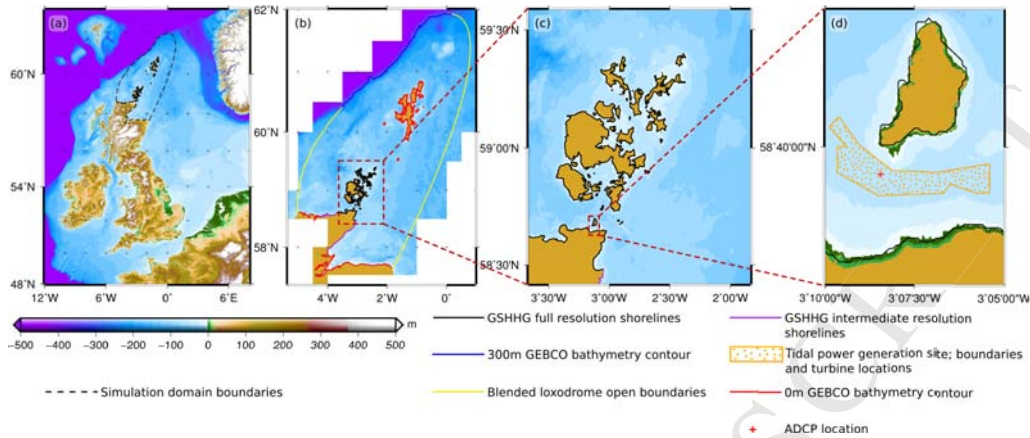 (a)
60°N
54°N
48°N
12°W 6°W 0° 6°E
(b)
62°N
60°N
58°N
4°W 2°W 0°
(c)
59°30'N
59°00'N
58°30'N
3°30'W 3°00'W 2°30'W 2°00'W
(d)
58°40'00"N
3°10'00"W 3°07'30"W 3°05'00"W
−500 −400 −300 −200 −100 0 100 200 300 400 500 m
Simulation domain boundaries
GSHHG full resolution shorelines
300m GEBCO bathymetry contour
Blended loxodrome open boundaries
GSHHG intermediate resolution
shorelines
Tidal power generation site; boundaries
and turbine locations
0m GEBCO bathymetry contour
ADCP location